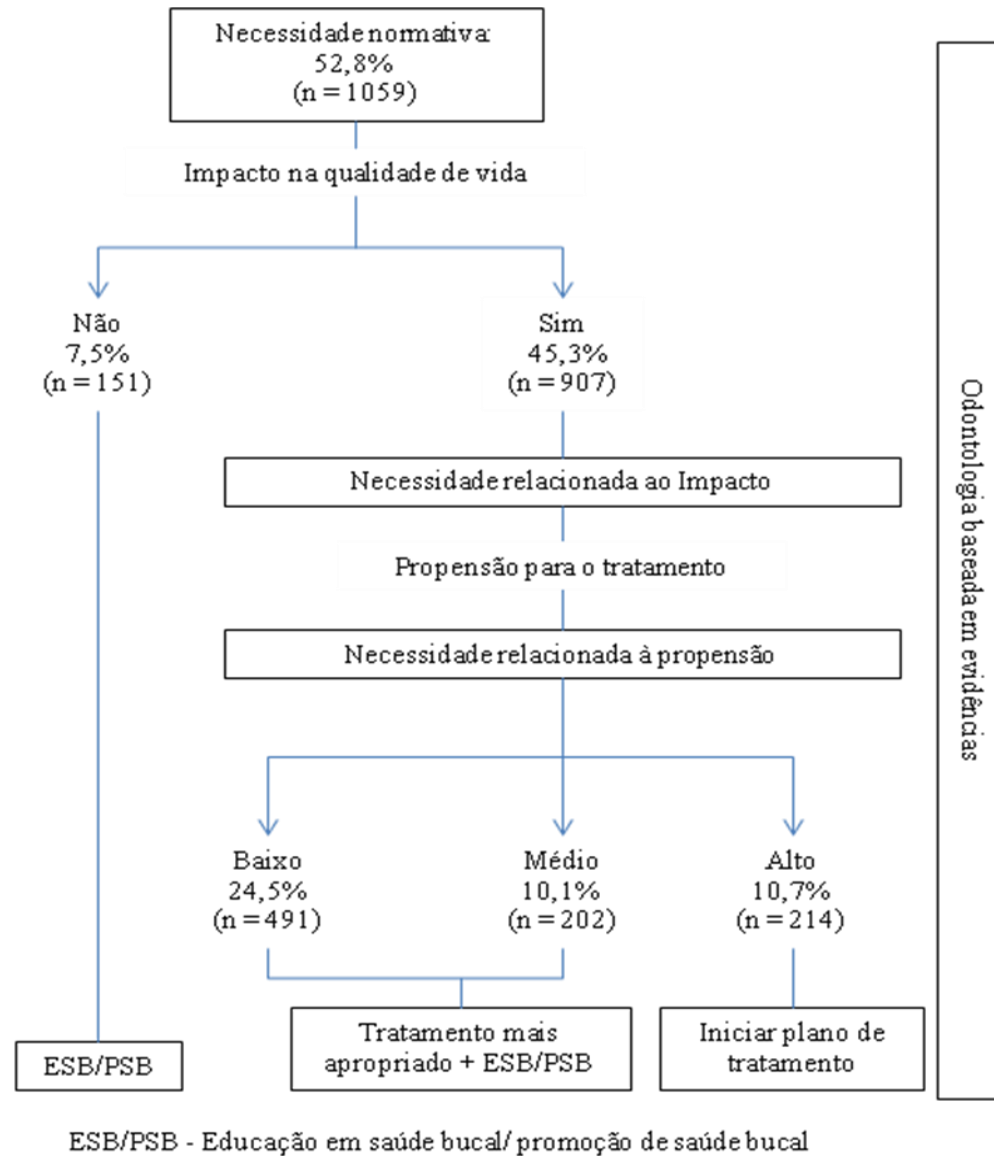 Necessidade normativa:
52,8%
(n = 1059)
Impacto na qualidade de vida
Não
7,5%
(n = 151)
Sim
45,3%
(n = 907)
Necessidade relacionada ao Impacto
Propensão para o tratamento
Necessidade relacionada à propensão
Baixo
24,5%
(n = 491)
Médio
10,1%
(n = 202)
Alto
10,7%
(n = 214)
ESB/PSB
Tratamento mais
apropriado + ESB/PSB
Iniciar plano de
tratamento
Odontologia baseada em evidências
ESB/PSB - Educação em saúde bucal/ promoção de saúde bucal